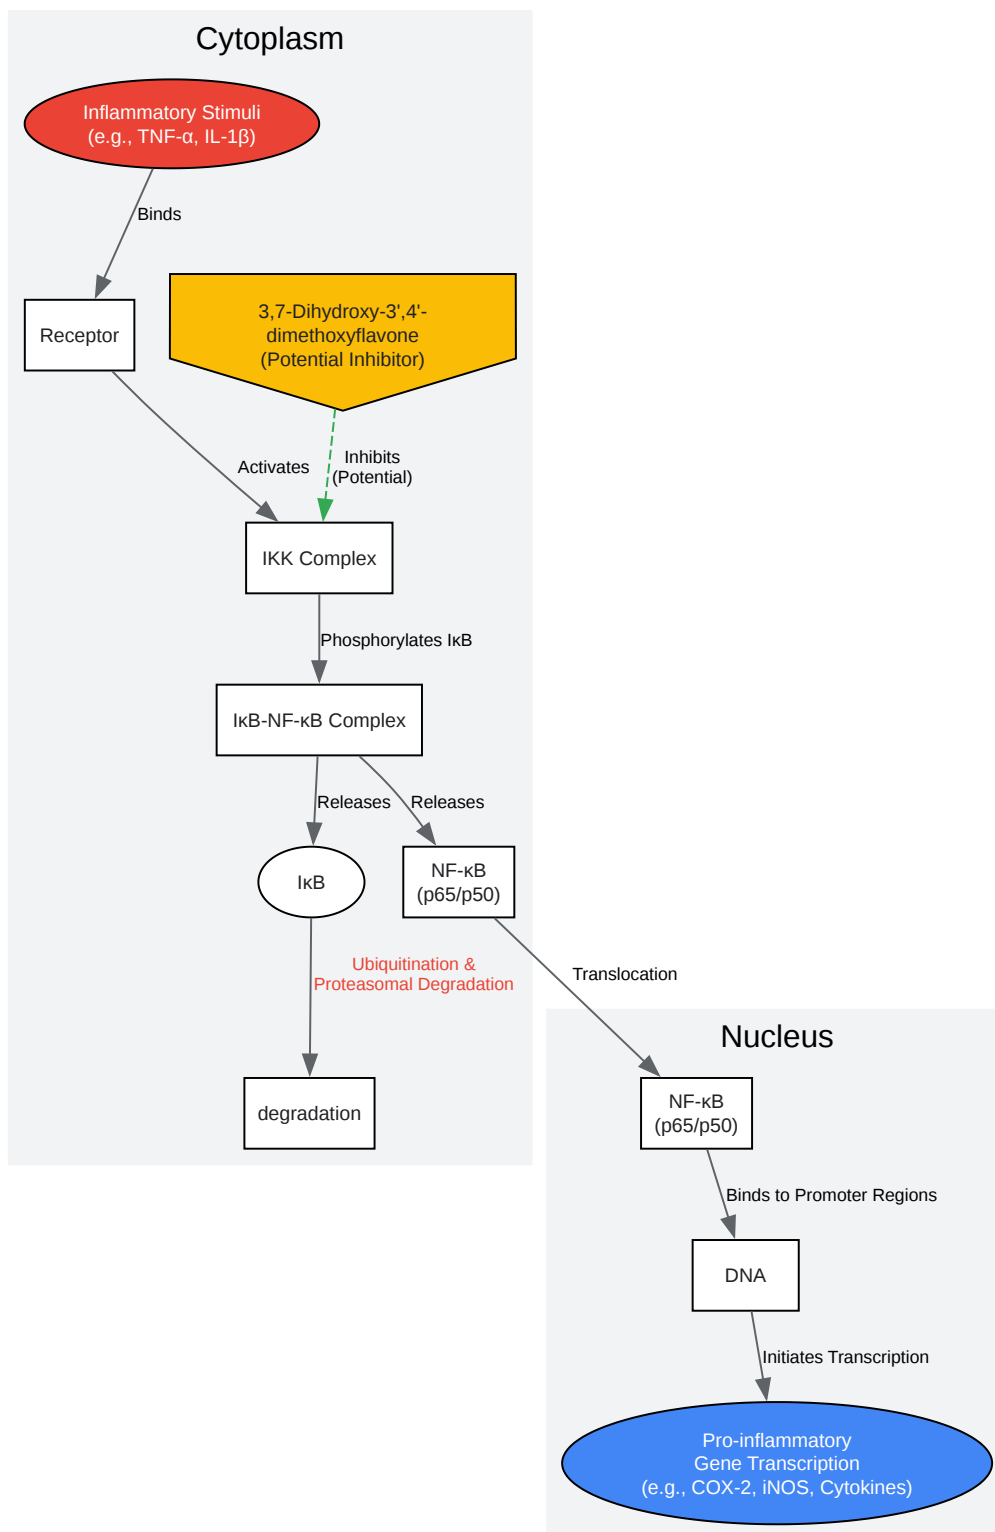 Cytoplasm
Inflammatory Stimuli
(e.g., TNF-α, IL-1β)
Binds
Receptor
3,7-Dihydroxy-3',4'-
dimethoxyflavone
(Potential Inhibitor)
Activates
Inhibits
(Potential)
IKK Complex
Phosphorylates IκB
IκB-NF-κB Complex
Releases
Releases
IκB
NF-κB
(p65/p50)
Ubiquitination &
Proteasomal Degradation
Translocation
degradation
Nucleus
NF-κB
(p65/p50)
Binds to Promoter Regions
DNA
Initiates Transcription
Pro-inflammatory
Gene Transcription
(e.g., COX-2, iNOS, Cytokines)